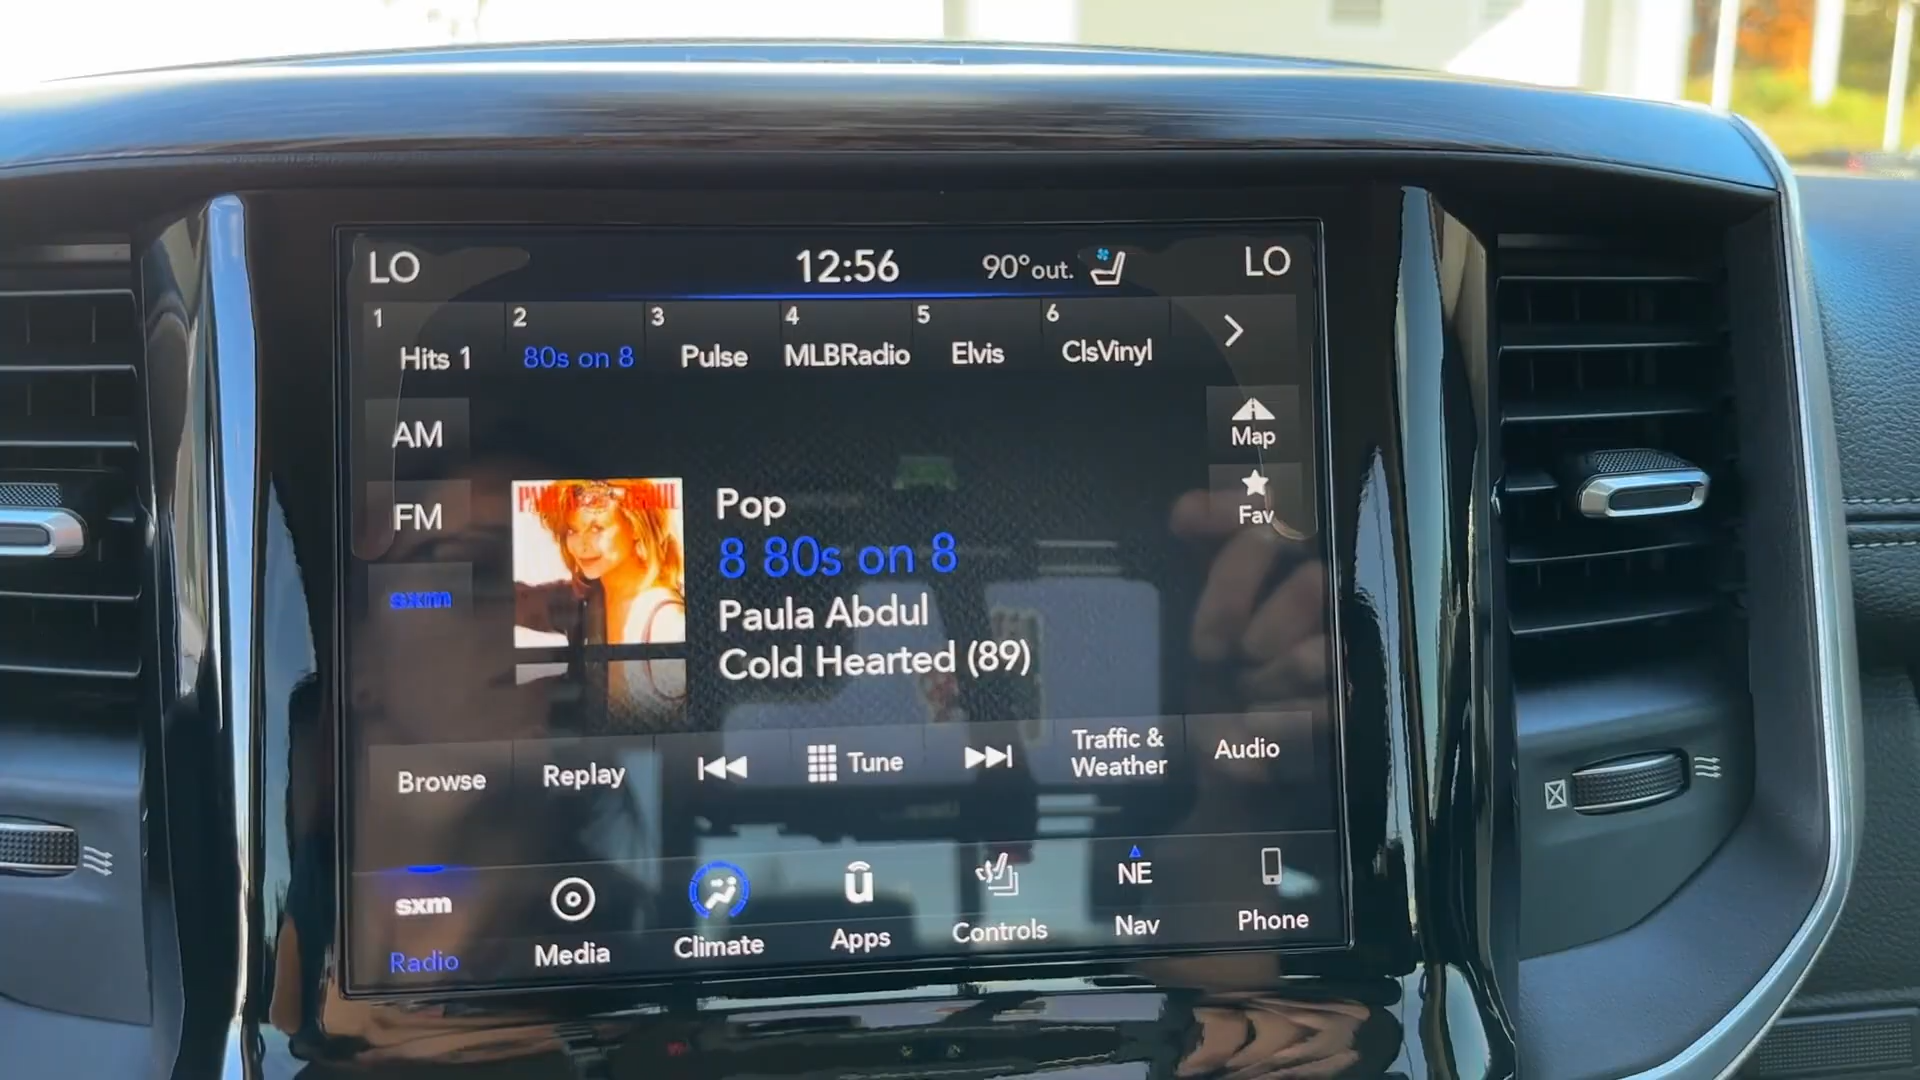 LO
12:56
90°out.
LO
1
2
3
4
5
6
Hits 1
80s on 8
Pulse
MLBRadio
Elvis
ClsVinyl
AM
Map
FM
Fav
sxm
Pop
8 80s on 8
Paula Abdul
Cold Hearted (89)
Browse
Replay
Tune
Traffic &
Weather
Audio
sxm
Radio
Media
Climate
u
Apps
Controls
NE
Nav
Phone